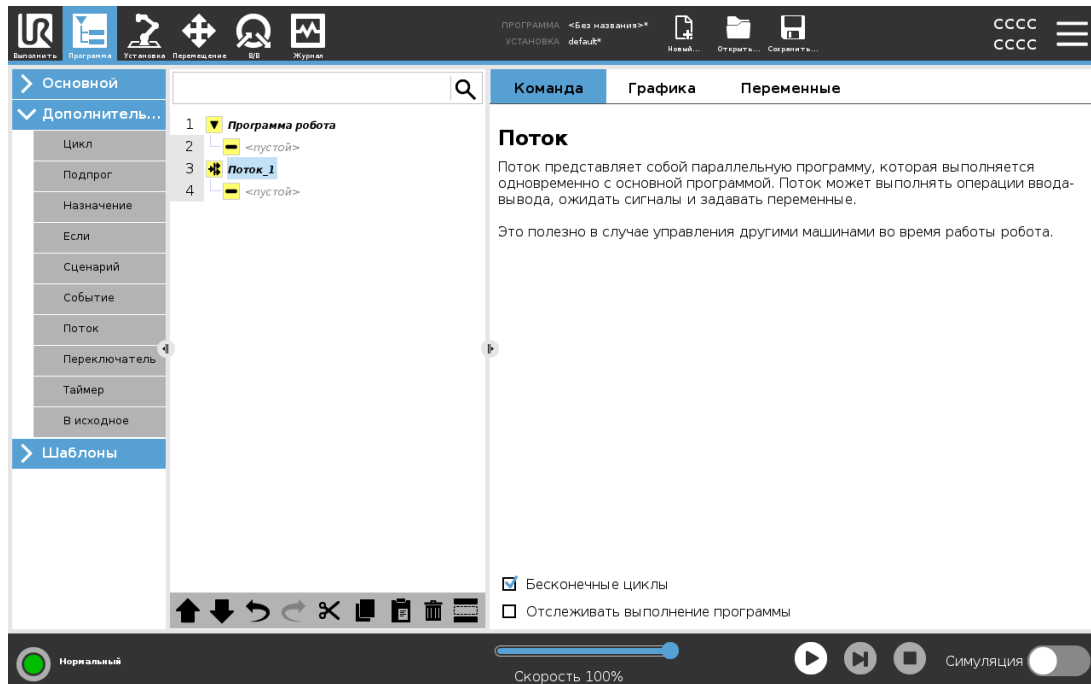 UR
ПРОГРАММА <Без названия>*
УСТАНОВКА default*
Выполнить Программа Установка Перемещение В/В Журнал
Новый... Открыть... Сохранить...
CCCC
CCCC
Основной
Дополнитель...
Цикл
Подпрог
Назначение
Если
Сценарий
Событие
Поток
Переключатель
Таймер
В исходное
Шаблоны
1 Программа робота
2 <пустой>
3 Поток_1
4 <пустой>
Команда Графика Переменные
Поток
Поток представляет собой параллельную программу, которая выполняется
одновременно с основной программой. Поток может выполнять операции ввода-
вывода, ожидать сигналы и задавать переменные.
Это полезно в случае управления другими машинами во время работы робота.
Бесконечные циклы
Отслеживать выполнение программы
Нормальный
Скорость 100%
Симуляция